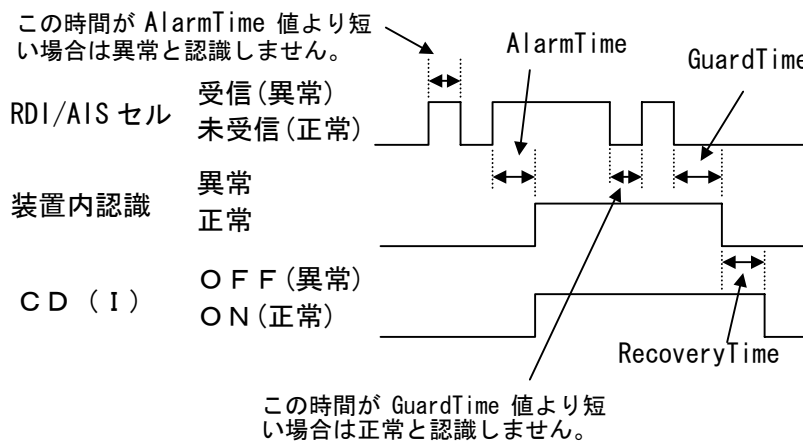 この時間が AlarmTime 値より短
い場合は異常と認識しません。
AlarmTime
GuardTime
RDI/AIS セル
受信(異常)
未受信(正常)
装置内認識
異常
正常
ＣＤ（Ｉ）
ＯＦＦ(異常)
ＯＮ(正常)
RecoveryTime
この時間が GuardTime 値より短
い場合は正常と認識しません。